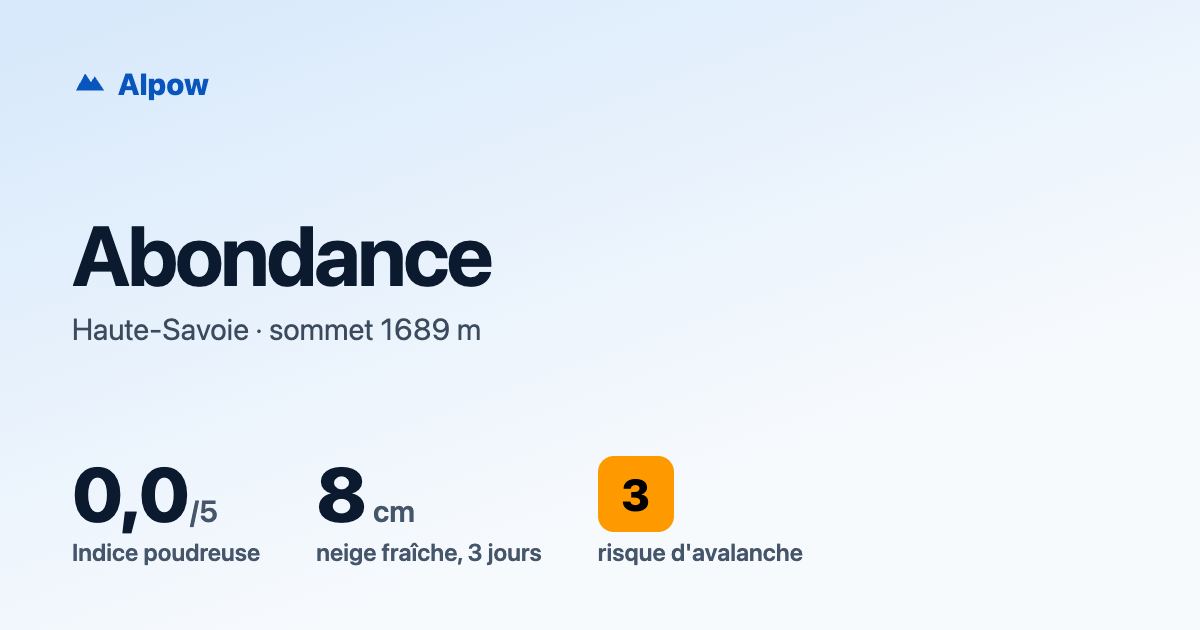 Alpow
Abondance
Haute-Savoie · sommet 1689 m
0,0/5
Indice poudreuse
8 cm
neige fraîche, 3 jours
3
risque d'avalanche